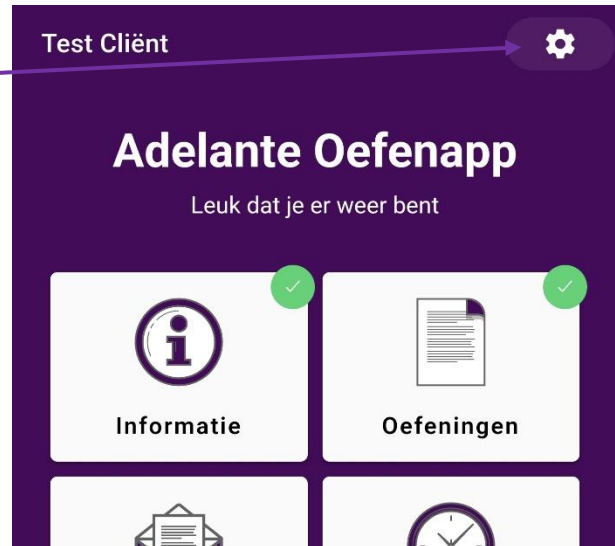 Test Cliënt
Adelante Oefenapp
Leuk dat je er weer bent
Informatie
Oefeningen